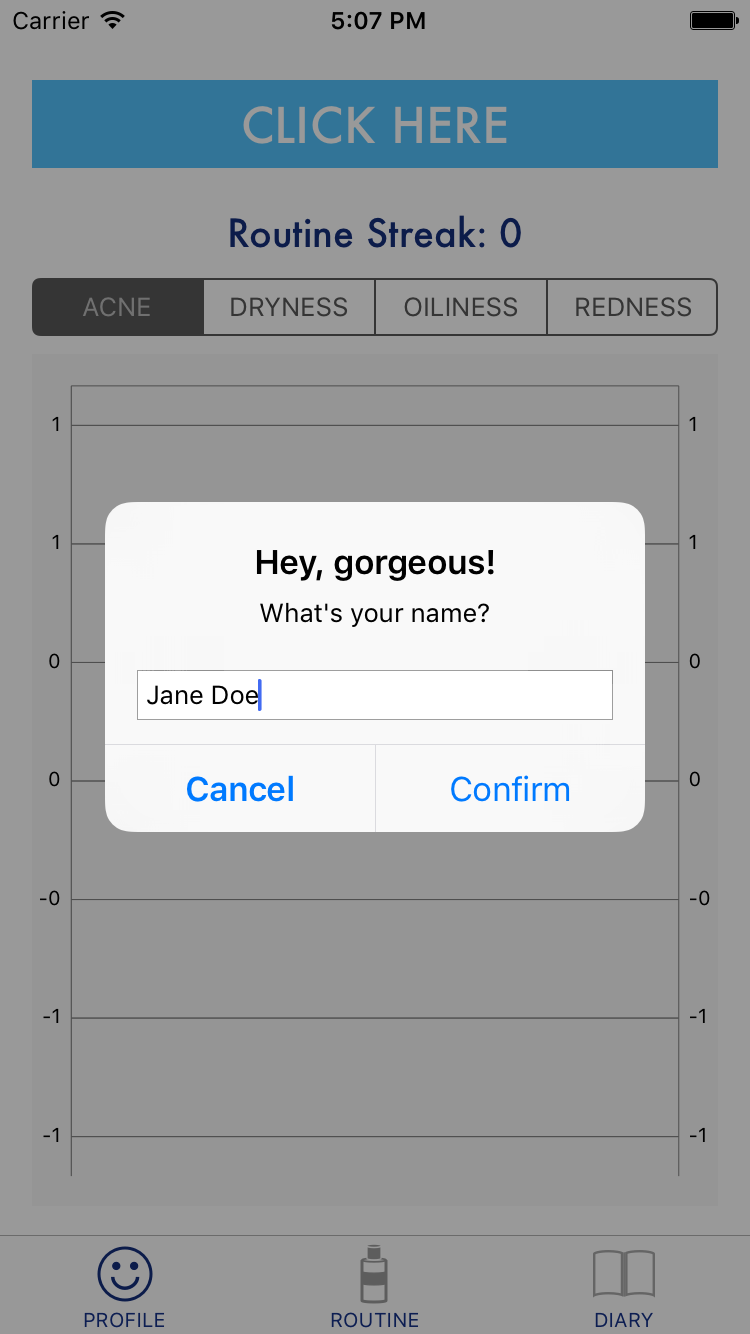 Carrier 5:07 PM
CLICK HERE
Routine Streak: 0
ACNE DRYNESS OILINESS REDNESS
1 1
1 1
Hey, gorgeous!
What's your name?
0 0
Jane Doe
0 Cancel Confirm 0
-0 -0
-1 -1
-1 -1
PROFILE ROUTINE DIARY